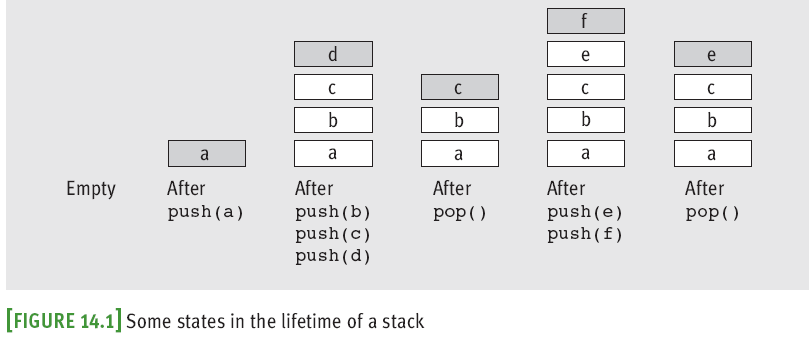 f
d
e
e
c
c
c
c
b
b
b
b
a
a
a
a
a
Empty
After
push(a)
After
push(b)
push(c)
push(d)
After
pop()
After
push(e)
push(f)
After
pop()
[FIGURE 14.1] Some states in the lifetime of a stack